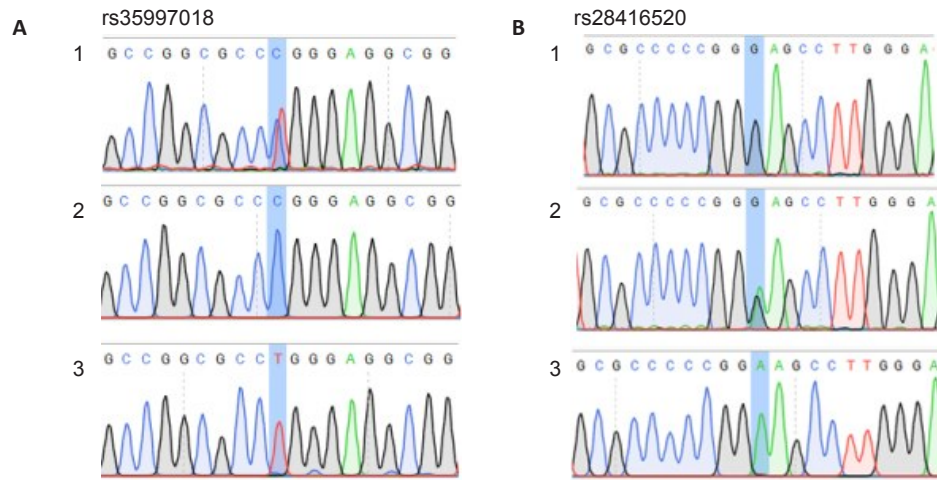 A
rs35997018
1
G C C G G C G C C C G G G A G G C G G
2
G C C G G C G C C C G G G A G G C G G
3
G C C G G C G C C T G G G A G G C G G
B
rs28416520
1
G C G C C C C C G G G A G C C T T G G G A
2
G C G C C C C C G G G A G C C T T G G G A
3
G C G C C C C C G G A A G C C T T G G G A